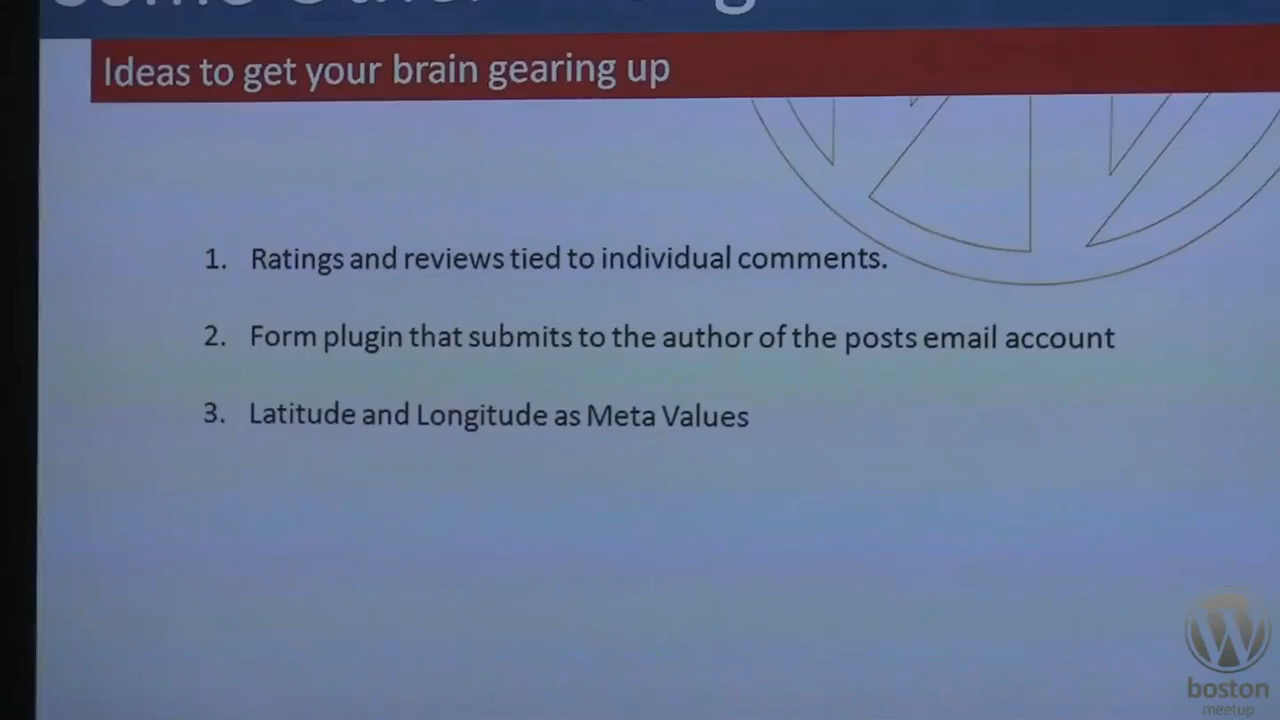 Ideas to get your brain gearing up
1. Ratings and reviews tied to individual comments.
2. Form plugin that submits to the author of the posts email account
3. Latitude and Longitude as Meta Values
boston
meetup